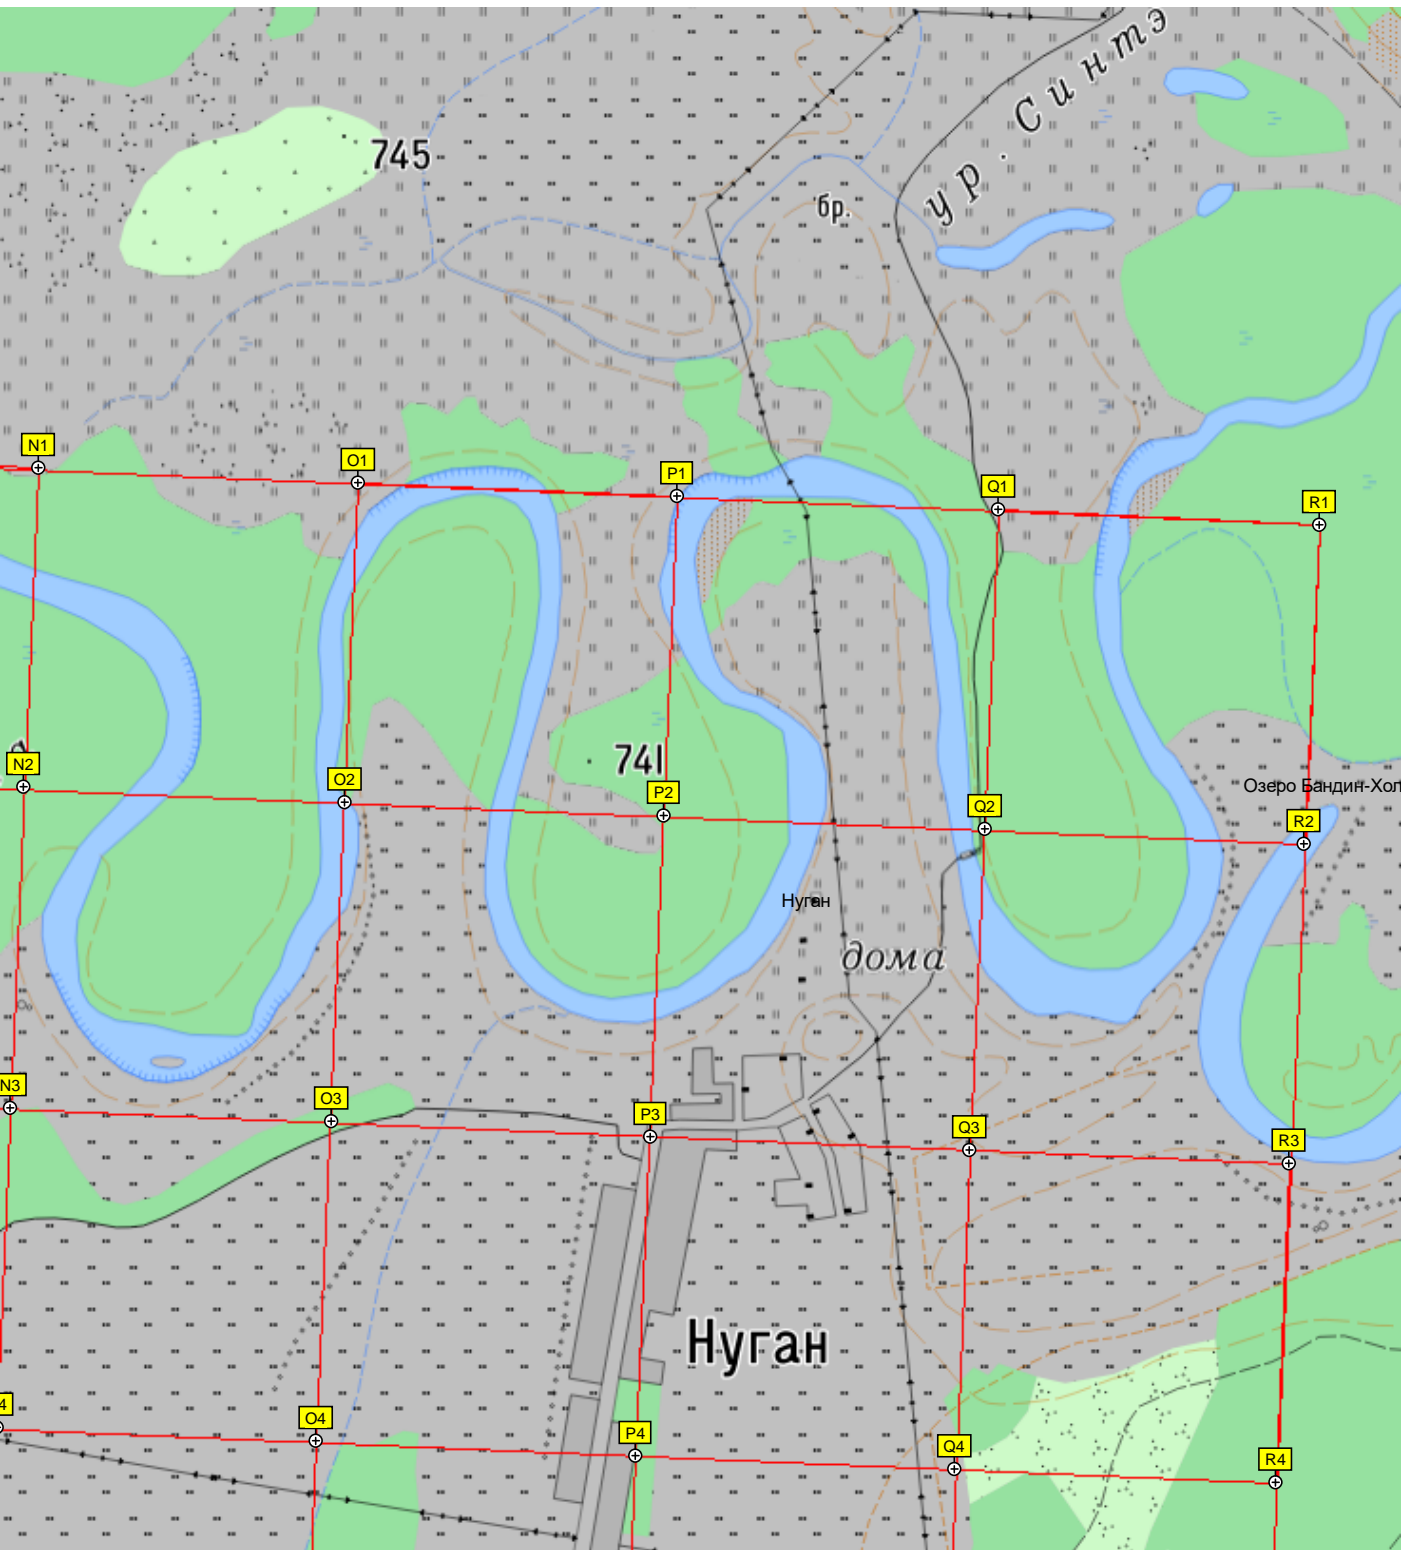 ур. Синтэ
745
бр.
N1
O1
P1
Q1
R1
741
N2
O2
P2
Q2
Озеро Бандин-Хол
R2
Нуган
дома
N3
O3
P3
Q3
R3
Нуган
4
O4
P4
Q4
R4